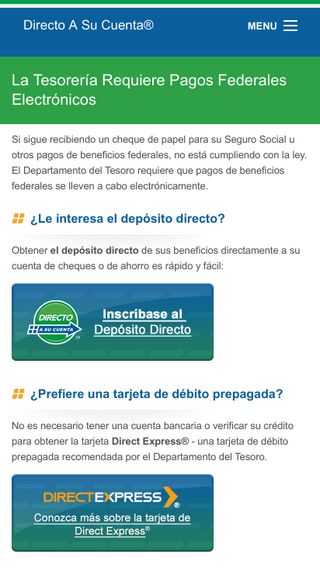 Directo A Su Cuenta®
MENU
La Tesorería Requiere Pagos Federales
Electrónicos
Si sigue recibiendo un cheque de papel para su Seguro Social u
otros pagos de beneficios federales, no está cumpliendo con la ley.
El Departamento del Tesoro requiere que pagos de beneficios
federales se lleven a cabo electrónicamente.
¿Le interesa el depósito directo?
Obtener el depósito directo de sus beneficios directamente a su
cuenta de cheques o de ahorro es rápido y fácil:
DIRECTO
A SU CUENTA
Inscríbase al
Depósito Directo
¿Prefiere una tarjeta de débito prepagada?
No es necesario tener una cuenta bancaria o verificar su crédito
para obtener la tarjeta Direct Express® - una tarjeta de débito
prepagada recomendada por el Departamento del Tesoro.
DIRECTEXPRESS®
Conozca más sobre la tarjeta de
Direct Express®